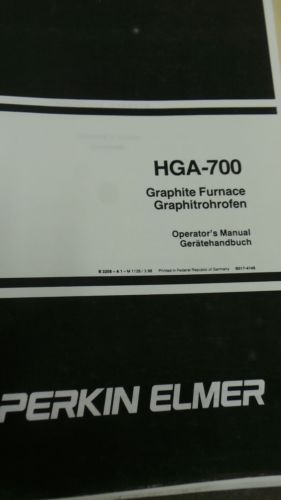 HGA-700
Graphite Furnace
Graphitrohrofen
Operator's Manual
Gerätehandbuch
Printed in Federal Republic of Germany
PERKIN ELMER